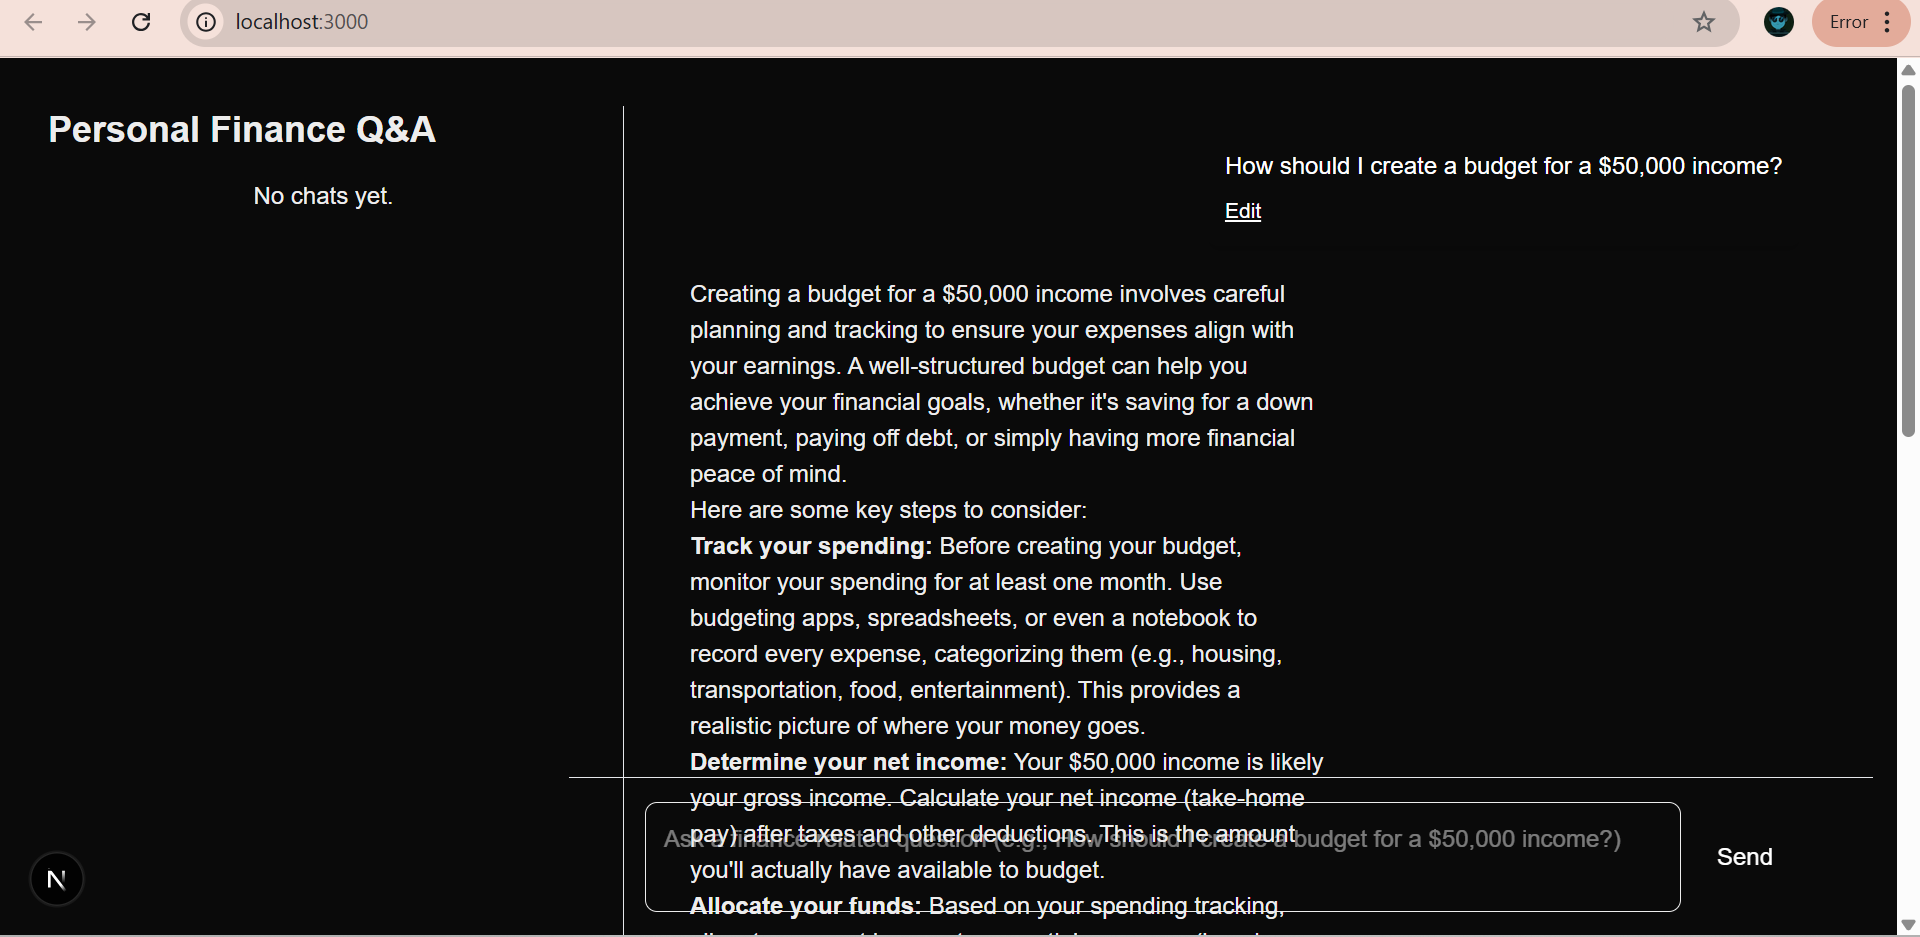 localhost:3000
Error
Personal Finance Q&A
No chats yet.
How should I create a budget for a $50,000 income?
Edit
Creating a budget for a $50,000 income involves careful
planning and tracking to ensure your expenses align with
your earnings. A well-structured budget can help you
achieve your financial goals, whether it's saving for a down
payment, paying off debt, or simply having more financial
peace of mind.
Here are some key steps to consider:
Track your spending: Before creating your budget,
monitor your spending for at least one month. Use
budgeting apps, spreadsheets, or even a notebook to
record every expense, categorizing them (e.g., housing,
transportation, food, entertainment). This provides a
realistic picture of where your money goes.
Determine your net income: Your $50,000 income is likely
your gross income. Calculate your net income (take-home
pay) after taxes and other deductions. This is the amount
you'll actually have available to budget.
Allocate your funds: Based on your spending tracking,
Ask a finance-related question (e.g., How should I create a budget for a $50,000 income?)
Send
N